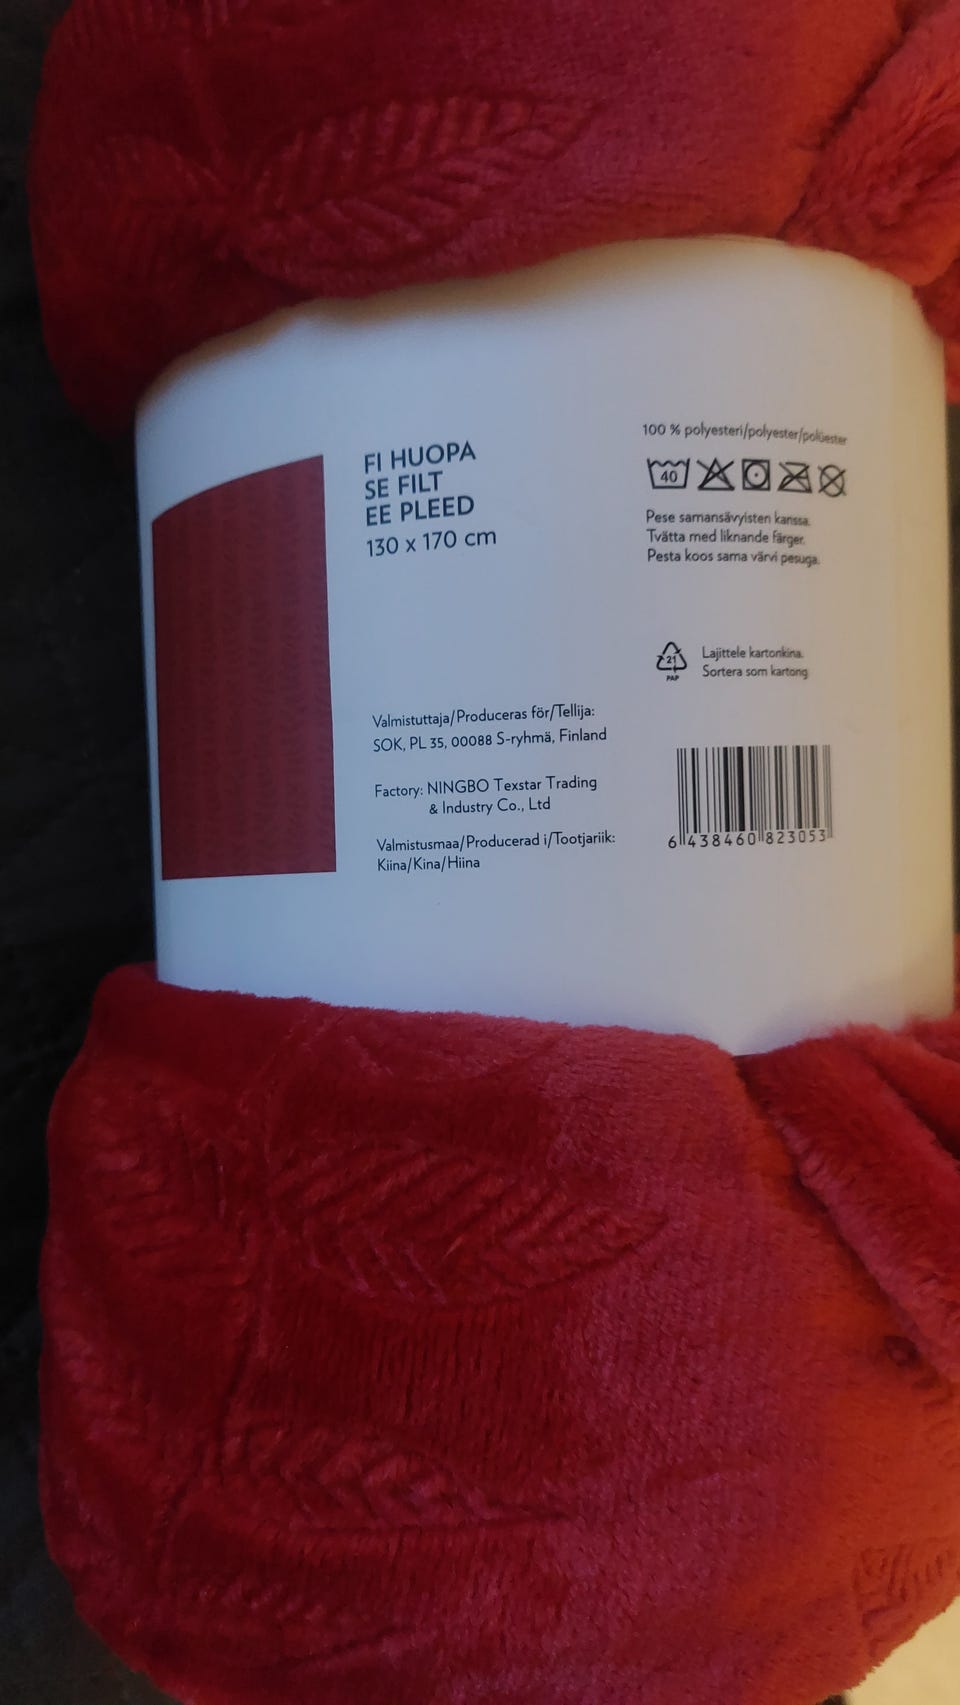 FI HUOPA
SE FILT
EE PLEED
130 x 170 cm
Valmistuttaja/Produceras för/Tellija:
SOK, PL 35, 00088 S-ryhmä, Finland
Factory: NINGBO Texstar Trading
& Industry Co., Ltd
Valmistusmaa/Producerad i/Tootjariik:
Kiina/Kina/Hiina
100 % polyesteri/polyester/polüester
40
Pese samansävyisten kanssa.
Tvätta med liknande färger.
Pesta koos sama värvi pesuga.
21
PAP
Lajittele kartonkina.
Sortera som kartong
6 438460 823053